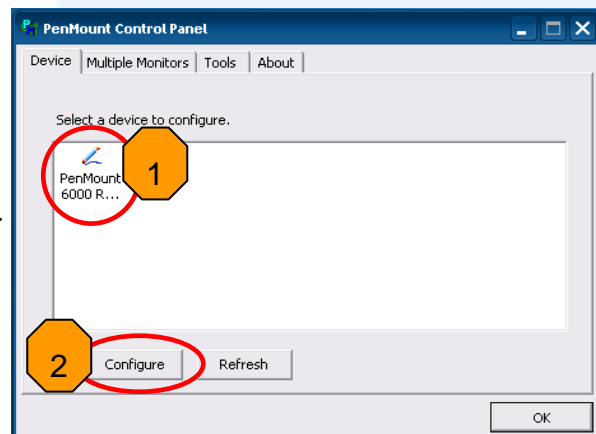 PenMount Control Panel
Device Multiple Monitors Tools About
Select a device to configure.
1
PenMount
6000 R...
2
Configure Refresh
OK